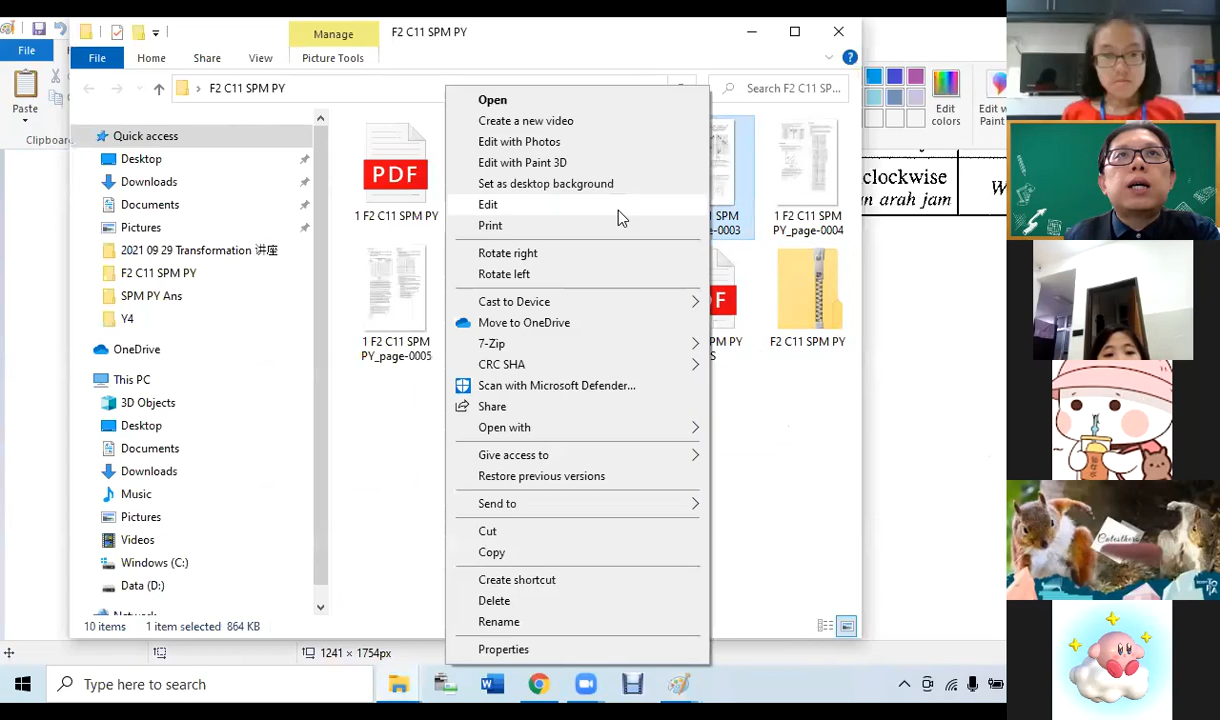 File
Manage
F2 C11 SPM PY
File
Home
Share
View
Picture Tools
Paste
F2 C11 SPM PY
Search F2 C11 SP...
Edit
colors
Edit w
Paint
Clipboard
Quick access
Desktop
Downloads
Documents
Pictures
2021 09 29 Transformation 讲座
F2 C11 SPM PY
SPM PY Ans
Y4
OneDrive
This PC
3D Objects
Desktop
Documents
Downloads
Music
Pictures
Videos
Windows (C:)
Data (D:)
PDF
1 F2 C11 SPM PY
1 F2 C11 SPM
PY_page-0005
SPM
-0003
1 F2 C11 SPM
PY_page-0004
F2 C11 SPM PY
Open
Create a new video
Edit with Photos
Edit with Paint 3D
Set as desktop background
Edit
Print
Rotate right
Rotate left
Cast to Device
Move to OneDrive
7-Zip
CRC SHA
Scan with Microsoft Defender...
Share
Open with
Give access to
Restore previous versions
Send to
Cut
Copy
Create shortcut
Delete
Rename
Properties
clockwise
n arah jam
10 items
1 item selected 864 KB
1241 × 1754px
Type here to search